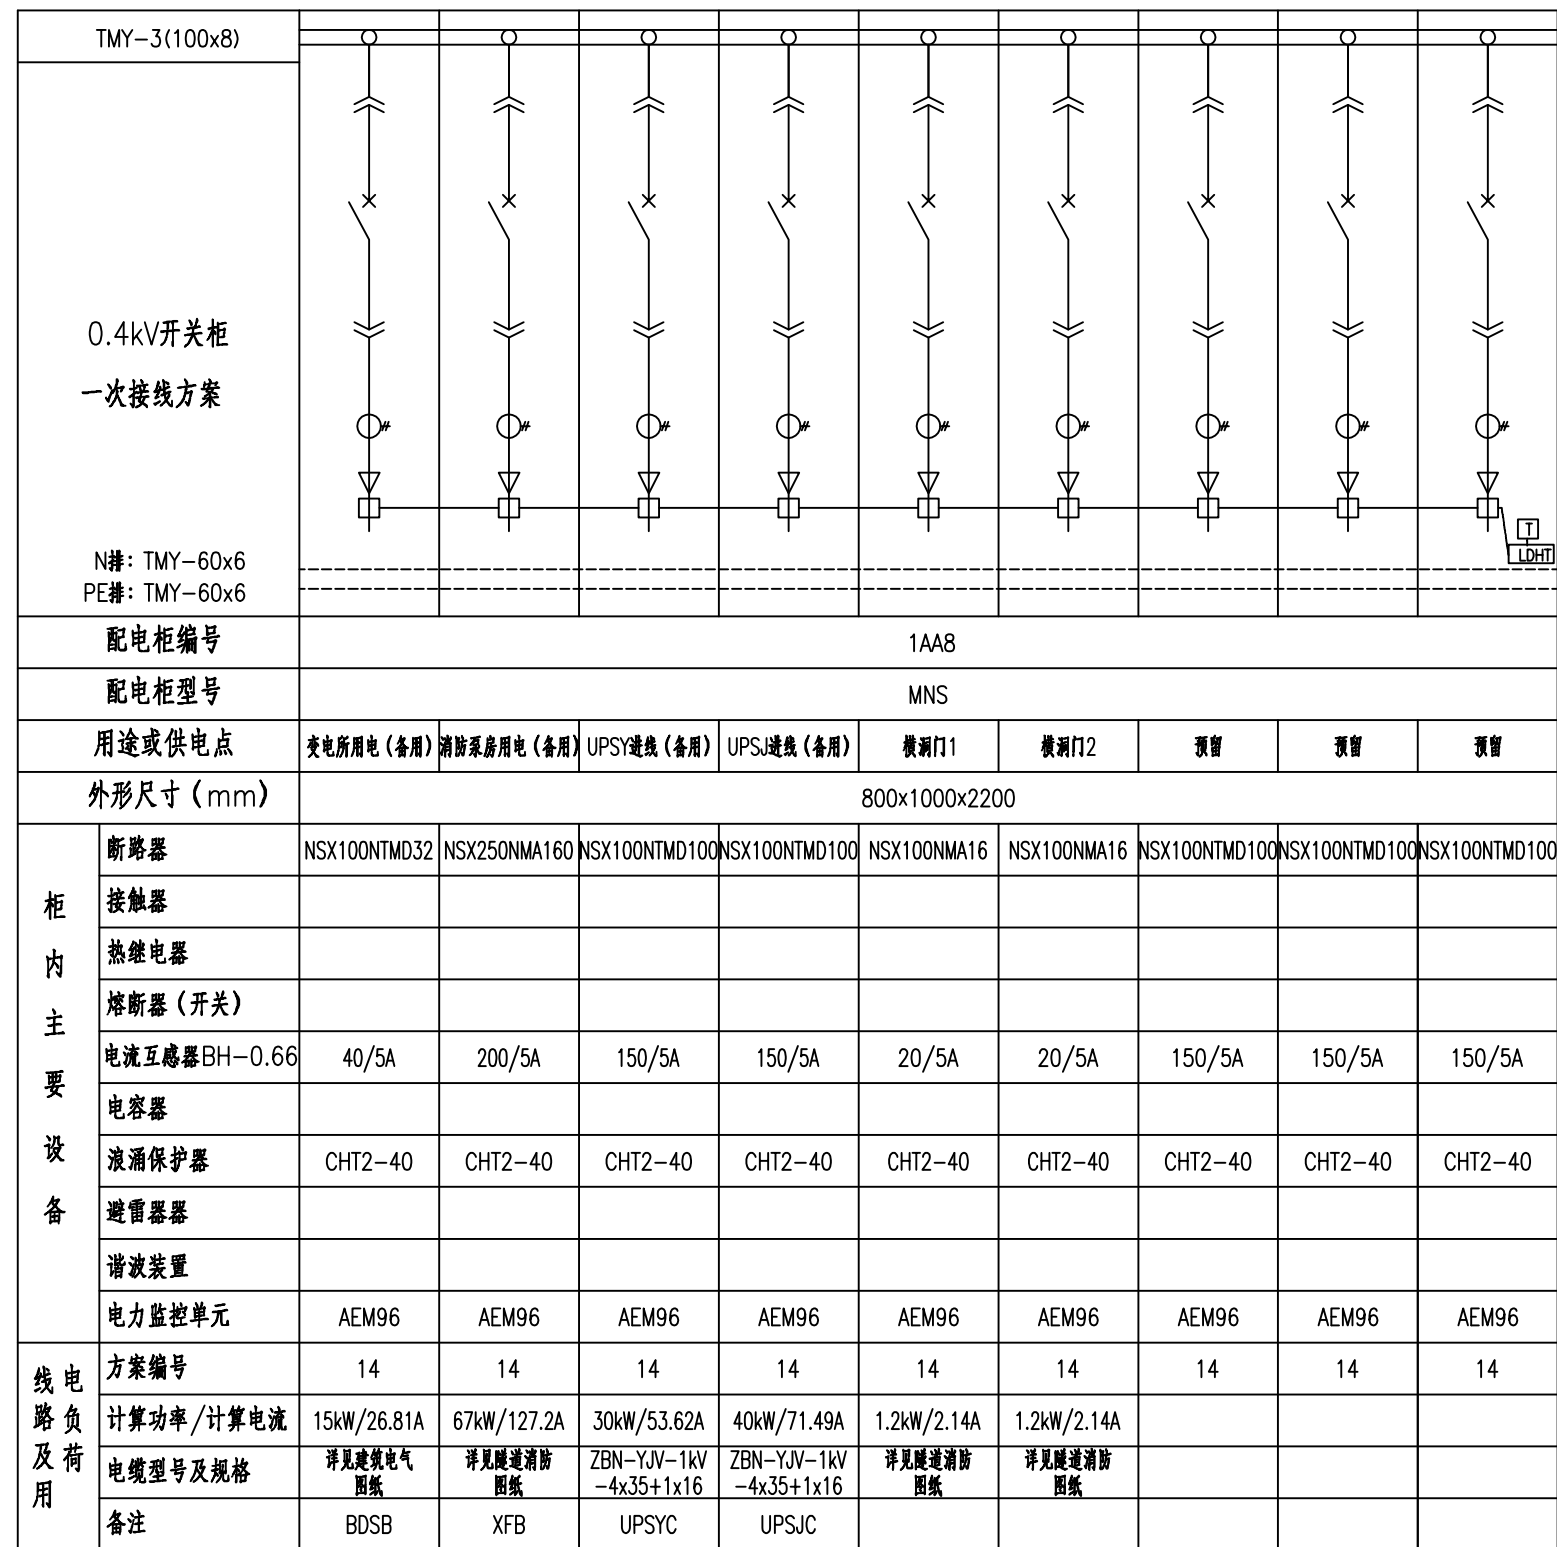 TMY-3(100x8)
0.4kV开关柜
一次接线方案
N排：TMY-60x6
PE排：TMY-60x6
T
LDHT
配电柜编号 1AA8
配电柜型号 MNS
用途或供电点 变电所用电（备用） 消防泵房用电（备用） UPSY进线（备用） UPSJ进线（备用） 横洞门1 横洞门2 预留 预留 预留
外形尺寸（mm） 800x1000x2200
柜内主要设备
断路器 NSX100NTMD32 NSX250NMA160 NSX100NTMD100 NSX100NTMD100 NSX100NMA16 NSX100NMA16 NSX100NTMD100 NSX100NTMD100 NSX100NTMD100
接触器
热继电器
熔断器（开关）
电流互感器BH-0.66 40/5A 200/5A 150/5A 150/5A 20/5A 20/5A 150/5A 150/5A 150/5A
电容器
浪涌保护器 CHT2-40 CHT2-40 CHT2-40 CHT2-40 CHT2-40 CHT2-40 CHT2-40 CHT2-40 CHT2-40
避雷器器
谐波装置
电力监控单元 AEM96 AEM96 AEM96 AEM96 AEM96 AEM96 AEM96 AEM96 AEM96
线路及用
电负荷
方案编号 14 14 14 14 14 14 14 14 14
计算功率/计算电流 15kW/26.81A 67kW/127.2A 30kW/53.62A 40kW/71.49A 1.2kW/2.14A 1.2kW/2.14A
电缆型号及规格 详见建筑电气 详见隧道消防 ZBN-YJV-1kV ZBN-YJV-1kV 详见隧道消防 详见隧道消防
图纸 图纸 -4x35+1x16 -4x35+1x16 图纸 图纸
备注 BDSB XFB UPSYC UPSJC